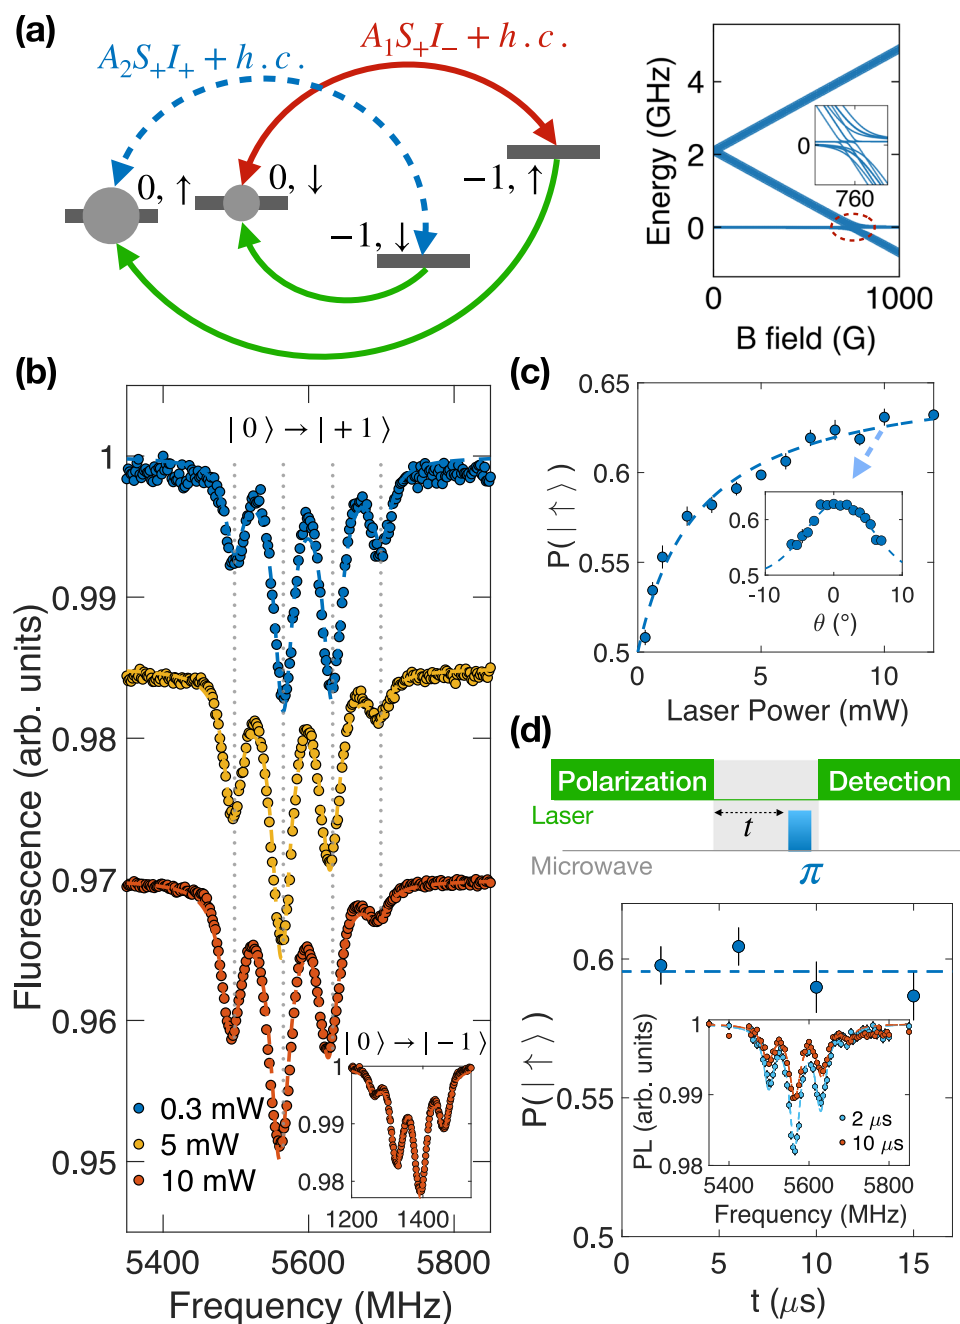 (a)
A₂S₊I₊ + h.c.
A₁S₊I₋ + h.c.
0, ↑
0, ↓
−1, ↑
−1, ↓
Energy (GHz)
4
2
0
0
760
0
1000
B field (G)
(b)
| 0 ⟩ → | + 1 ⟩
Fluorescence (arb. units)
1
0.99
0.98
0.97
0.96
0.95
0.3 mW
5 mW
10 mW
| 0 ⟩ → | − 1 ⟩
1
0.99
0.98
1200
1400
5400
5600
5800
Frequency (MHz)
(c)
P( | ↑ ⟩ )
0.65
0.6
0.55
0.5
0.6
0.5
-10
0
10
θ (°)
0
5
10
Laser Power (mW)
(d)
Polarization
Detection
Laser
t
Microwave
π
P( | ↑ ⟩ )
0.6
0.55
0.5
PL (arb. units)
1
0.99
0.98
2 μs
10 μs
5400
5600
5800
Frequency (MHz)
0
5
10
15
t (μs)